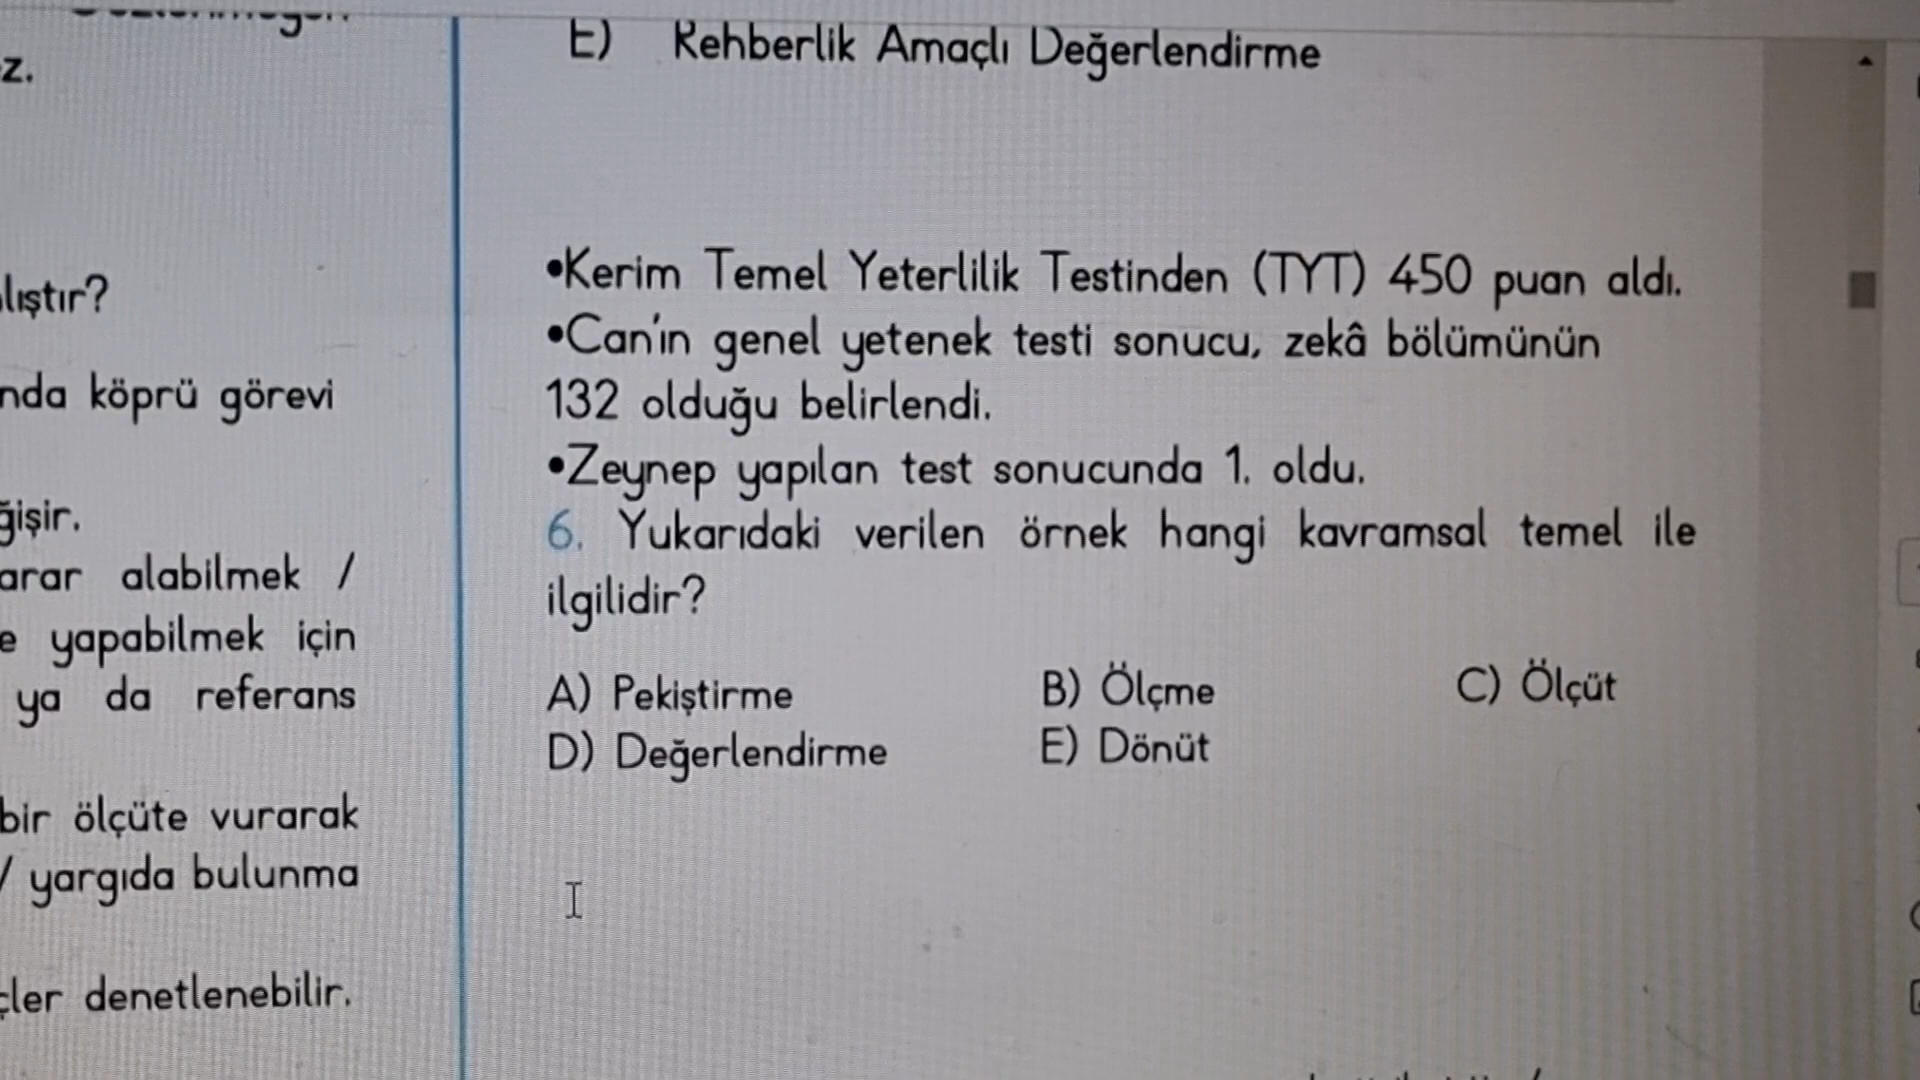 z.
lıştır?
nda köprü görevi
ğişir.
arar alabilmek /
e yapabilmek için
ya da referans
bir ölçüte vurarak
/ yargıda bulunma
çler denetlenebilir.
E) Rehberlik Amaçlı Değerlendirme
•Kerim Temel Yeterlilik Testinden (TYT) 450 puan aldı.
•Can'ın genel yetenek testi sonucu, zekâ bölümünün
132 olduğu belirlendi.
•Zeynep yapılan test sonucunda 1. oldu.
6. Yukarıdaki verilen örnek hangi kavramsal temel ile
ilgilidir?
A) Pekiştirme B) Ölçme C) Ölçüt
D) Değerlendirme E) Dönüt